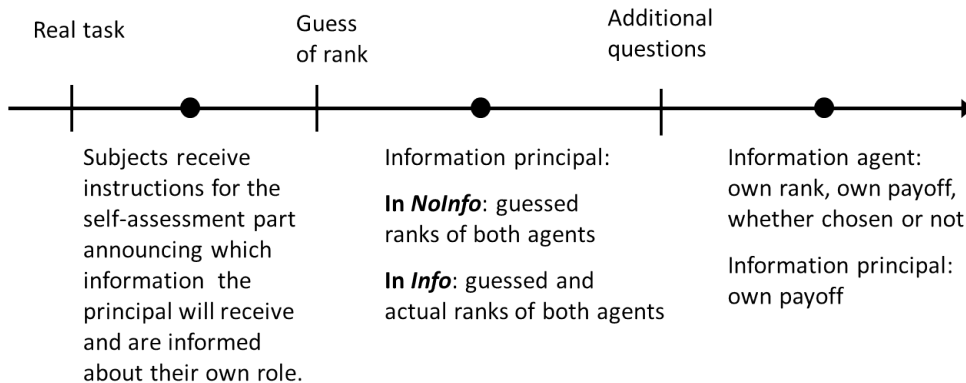 Real task
Guess
of rank
Additional
questions
Subjects receive
instructions for the
self-assessment part
announcing which
information the
principal will receive
and are informed
about their own role.
Information principal:
In NoInfo: guessed
ranks of both agents
In Info: guessed and
actual ranks of both agents
Information agent:
own rank, own payoff,
whether chosen or not
Information principal:
own payoff